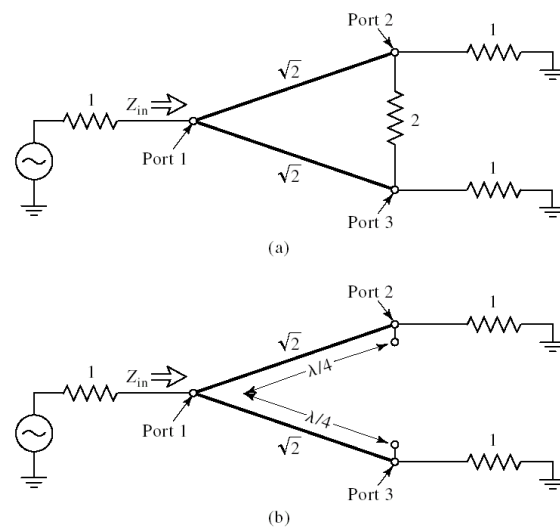 Port 2
1
√2
1
Z_in
2
Port 1
√2
1
Port 3
(a)
Port 2
1
√2
λ/4
1
Z_in
Port 1
λ/4
√2
1
Port 3
(b)